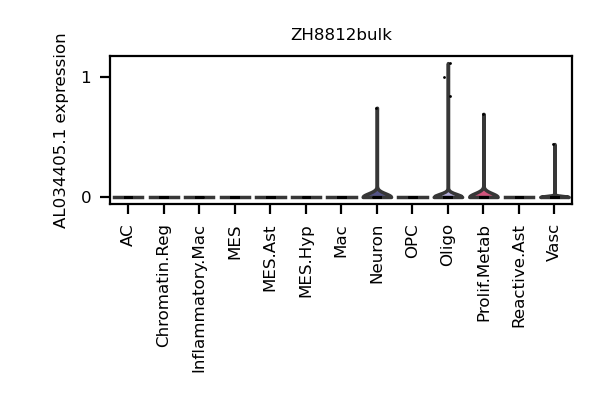 ZH8812bulk
AL034405.1 expression
1
0
AC
Chromatin.Reg
Inflammatory.Mac
MES
MES.Ast
MES.Hyp
Mac
Neuron
OPC
Oligo
Prolif.Metab
Reactive.Ast
Vasc